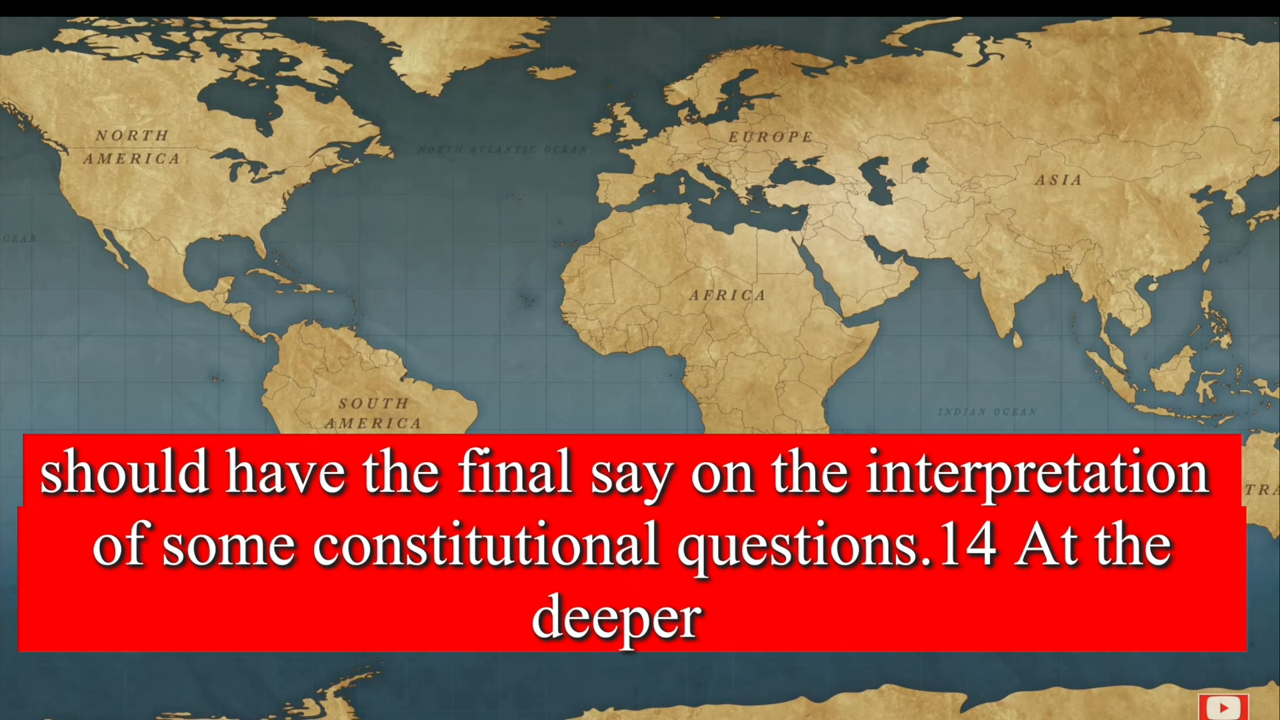 NORTH
AMERICA
NORTH ATLANTIC OCEAN
EUROPE
ASIA
AFRICA
SOUTH
AMERICA
INDIAN OCEAN
should have the final say on the interpretation
of some constitutional questions.14 At the
deeper